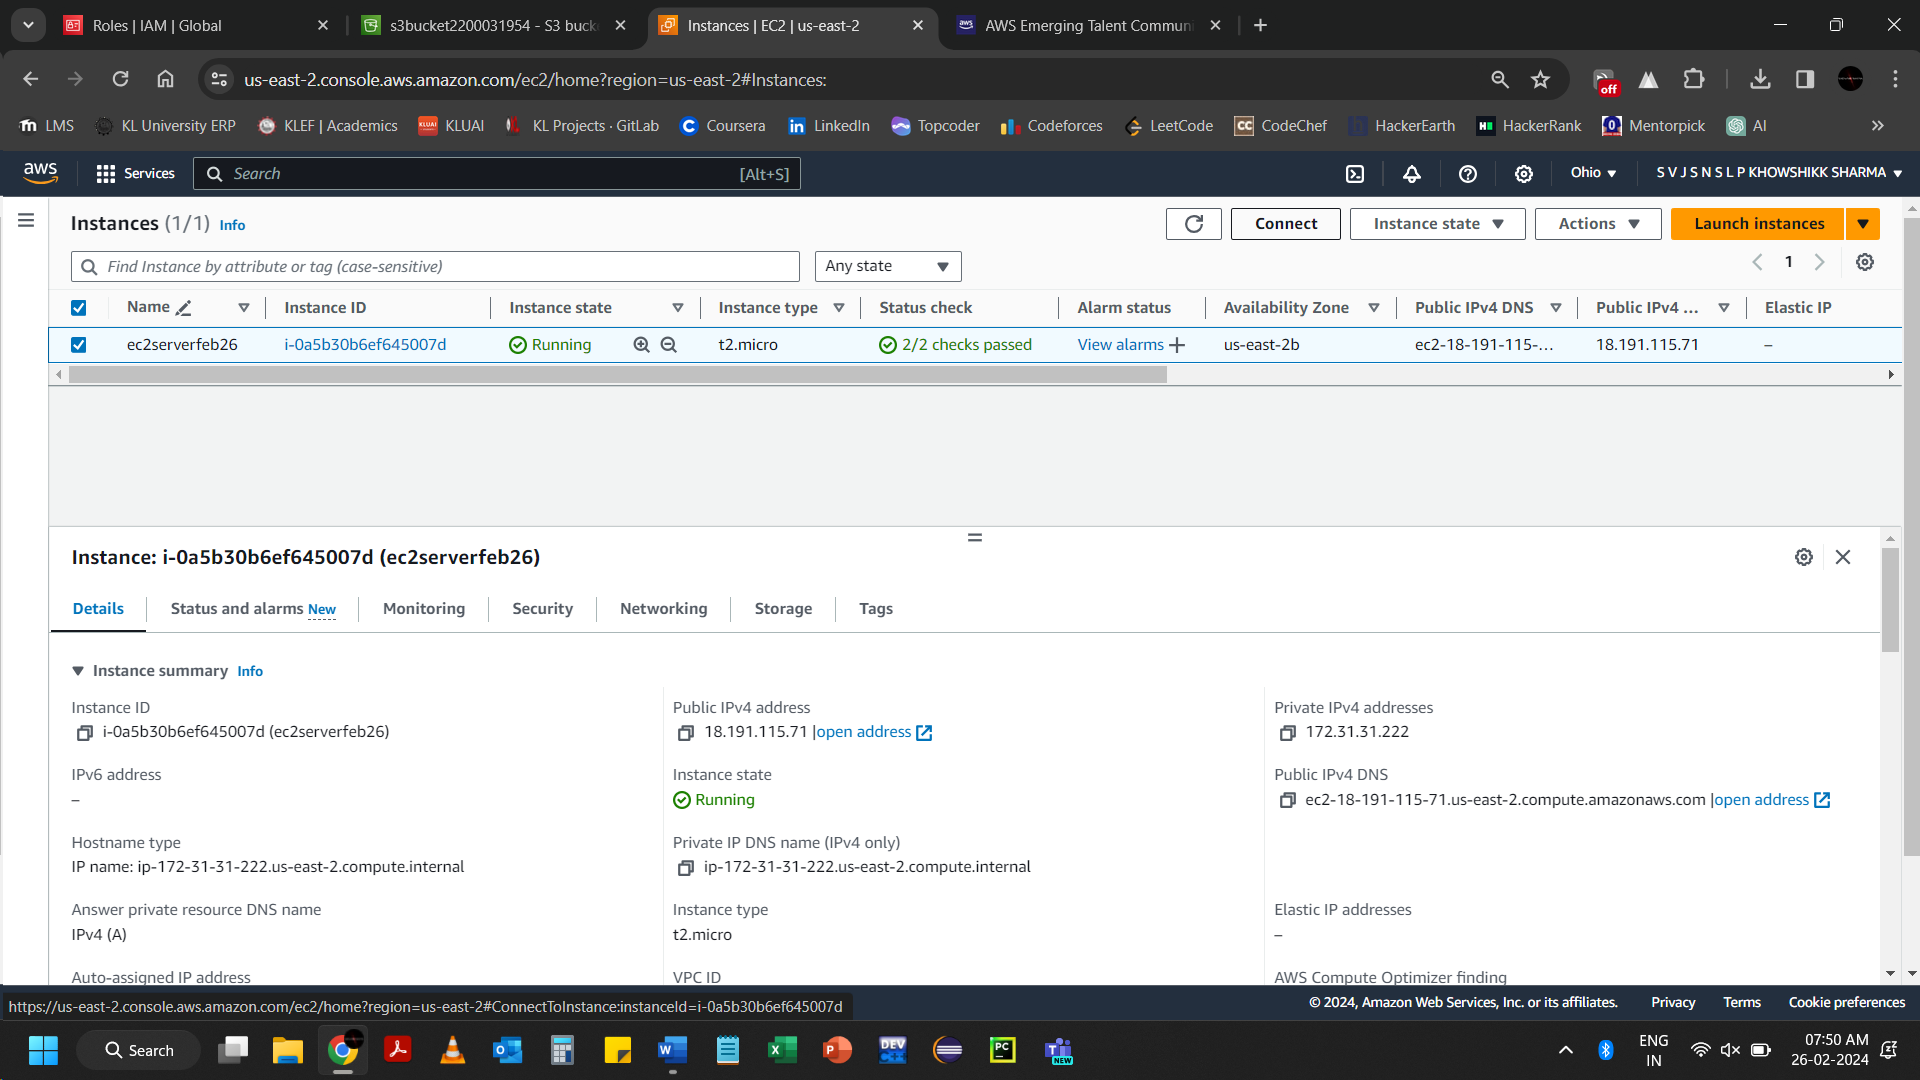 Roles | IAM | Global
s3bucket2200031954 - S3 buck
Instances | EC2 | us-east-2
AWS Emerging Talent Communi
us-east-2.console.aws.amazon.com/ec2/home?region=us-east-2#Instances:
off
LMS
KL University ERP
KLEF | Academics
KLUAI
KL Projects · GitLab
Coursera
LinkedIn
Topcoder
Codeforces
LeetCode
CodeChef
HackerEarth
HackerRank
Mentorpick
AI
aws
Services
Search
[Alt+S]
Ohio
S V J S N S L P KHOWSHIKK SHARMA
Instances (1/1) Info
Connect
Instance state
Actions
Launch instances
Find Instance by attribute or tag (case-sensitive)
Any state
1
Name
Instance ID
Instance state
Instance type
Status check
Alarm status
Availability Zone
Public IPv4 DNS
Public IPv4 ...
Elastic IP
ec2serverfeb26
i-0a5b30b6ef645007d
Running
t2.micro
2/2 checks passed
View alarms
us-east-2b
ec2-18-191-115-...
18.191.115.71
–
Instance: i-0a5b30b6ef645007d (ec2serverfeb26)
Details
Status and alarms New
Monitoring
Security
Networking
Storage
Tags
Instance summary Info
Instance ID
i-0a5b30b6ef645007d (ec2serverfeb26)
Public IPv4 address
18.191.115.71 |open address
Private IPv4 addresses
172.31.31.222
IPv6 address
–
Instance state
Running
Public IPv4 DNS
ec2-18-191-115-71.us-east-2.compute.amazonaws.com |open address
Hostname type
IP name: ip-172-31-31-222.us-east-2.compute.internal
Private IP DNS name (IPv4 only)
ip-172-31-31-222.us-east-2.compute.internal
Answer private resource DNS name
IPv4 (A)
Instance type
t2.micro
Elastic IP addresses
–
Auto-assigned IP address
VPC ID
AWS Compute Optimizer finding
https://us-east-2.console.aws.amazon.com/ec2/home?region=us-east-2#ConnectToInstance:instanceId=i-0a5b30b6ef645007d
© 2024, Amazon Web Services, Inc. or its affiliates.
Privacy
Terms
Cookie preferences
Search
ENG
IN
07:50 AM
26-02-2024